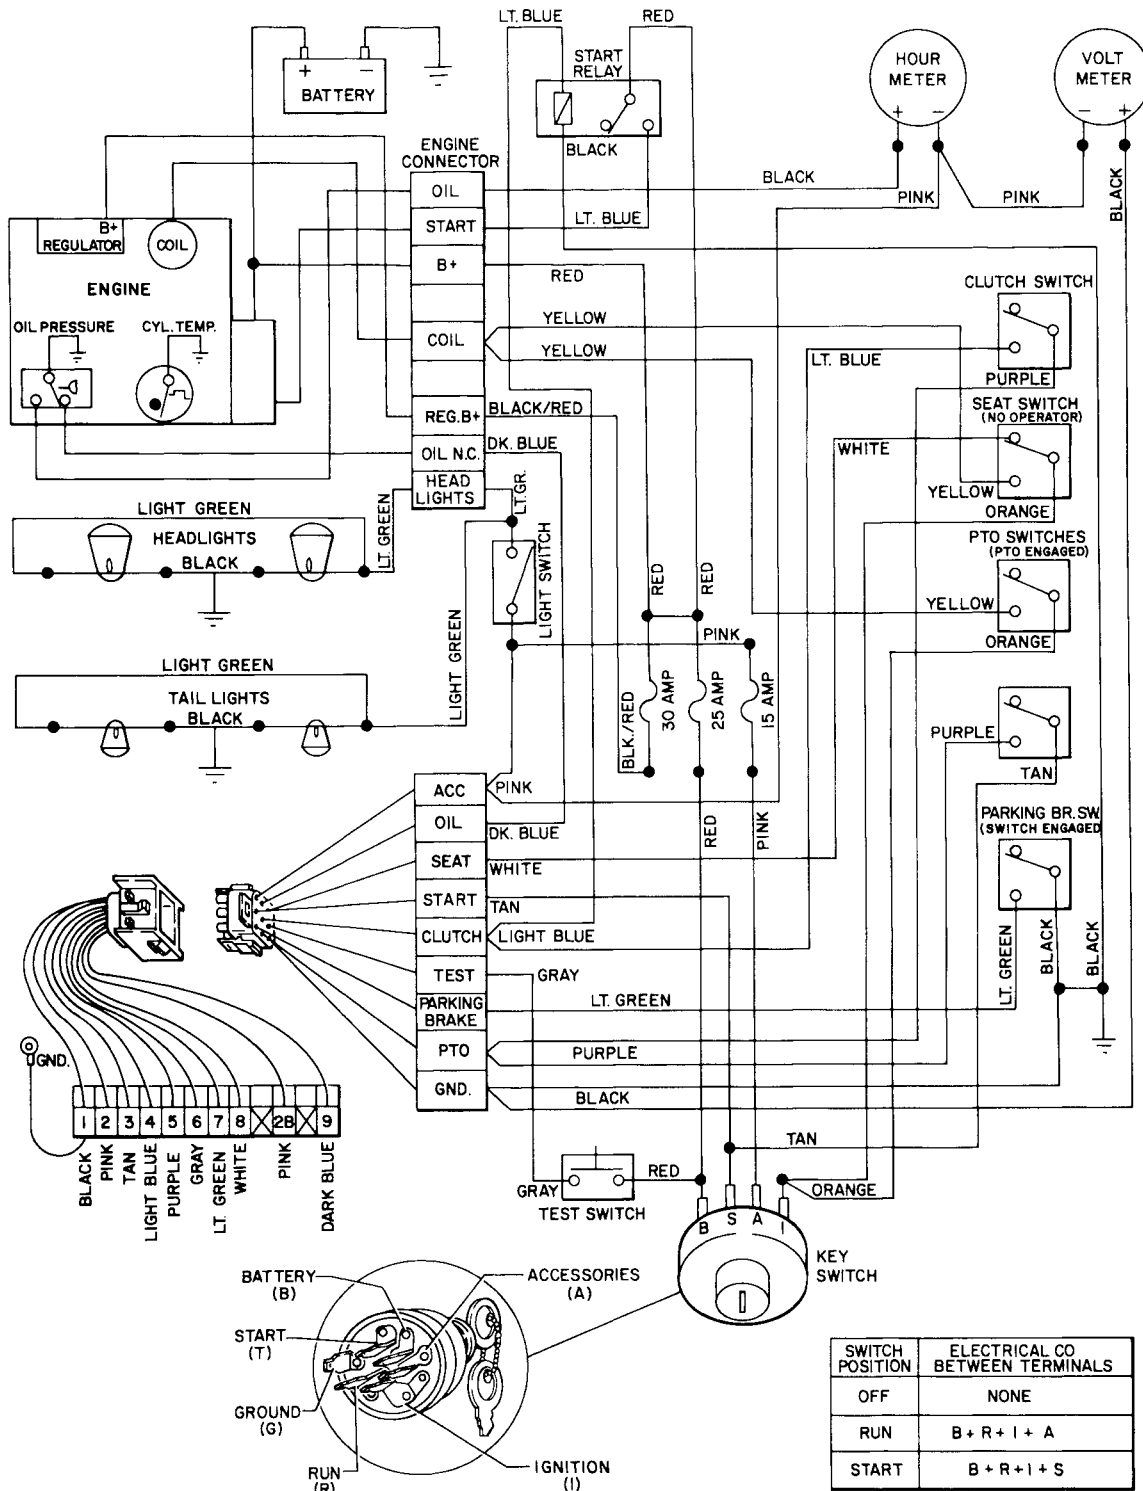 LT. BLUE
RED
START
RELAY
HOUR
METER
+ −
VOLT
METER
− +
+ −
BATTERY
BLACK
ENGINE
CONNECTOR
OIL
START
B+
COIL
REG. B+
OIL N.C.
HEAD
LIGHTS
BLACK
PINK
PINK
BLACK
LT. BLUE
RED
B+
REGULATOR
COIL
ENGINE
OIL PRESSURE
CYL. TEMP.
YELLOW
YELLOW
LT. BLUE
CLUTCH SWITCH
PURPLE
BLACK/RED
DK. BLUE
SEAT SWITCH
(NO OPERATOR)
WHITE
YELLOW
ORANGE
LT. GR.
LT. GREEN
LIGHT GREEN
HEADLIGHTS
BLACK
LIGHT SWITCH
PTO SWITCHES
(PTO ENGAGED)
YELLOW
ORANGE
RED
RED
PINK
LIGHT GREEN
LIGHT GREEN
TAIL LIGHTS
BLACK
BLK./RED
30 AMP
25 AMP
15 AMP
PURPLE
TAN
PARKING BR. SW.
(SWITCH ENGAGED
ACC
PINK
OIL
DK. BLUE
SEAT
WHITE
START
TAN
CLUTCH
LIGHT BLUE
TEST
GRAY
PARKING
BRAKE
LT. GREEN
PTO
PURPLE
GND.
BLACK
RED
PINK
LT. GREEN
BLACK
BLACK
GND.
1 2 3 4 5 6 7 8 2B 9
BLACK
PINK
TAN
LIGHT BLUE
PURPLE
GRAY
LT. GREEN
WHITE
PINK
DARK BLUE
TAN
RED
GRAY
TEST SWITCH
ORANGE
B S A I
KEY
SWITCH
BATTERY
(B)
ACCESSORIES
(A)
START
(T)
GROUND
(G)
RUN
(R)
IGNITION
(I)
SWITCH POSITION
ELECTRICAL CO
BETWEEN TERMINALS
OFF NONE
RUN B + R + I + A
START B + R + I + S